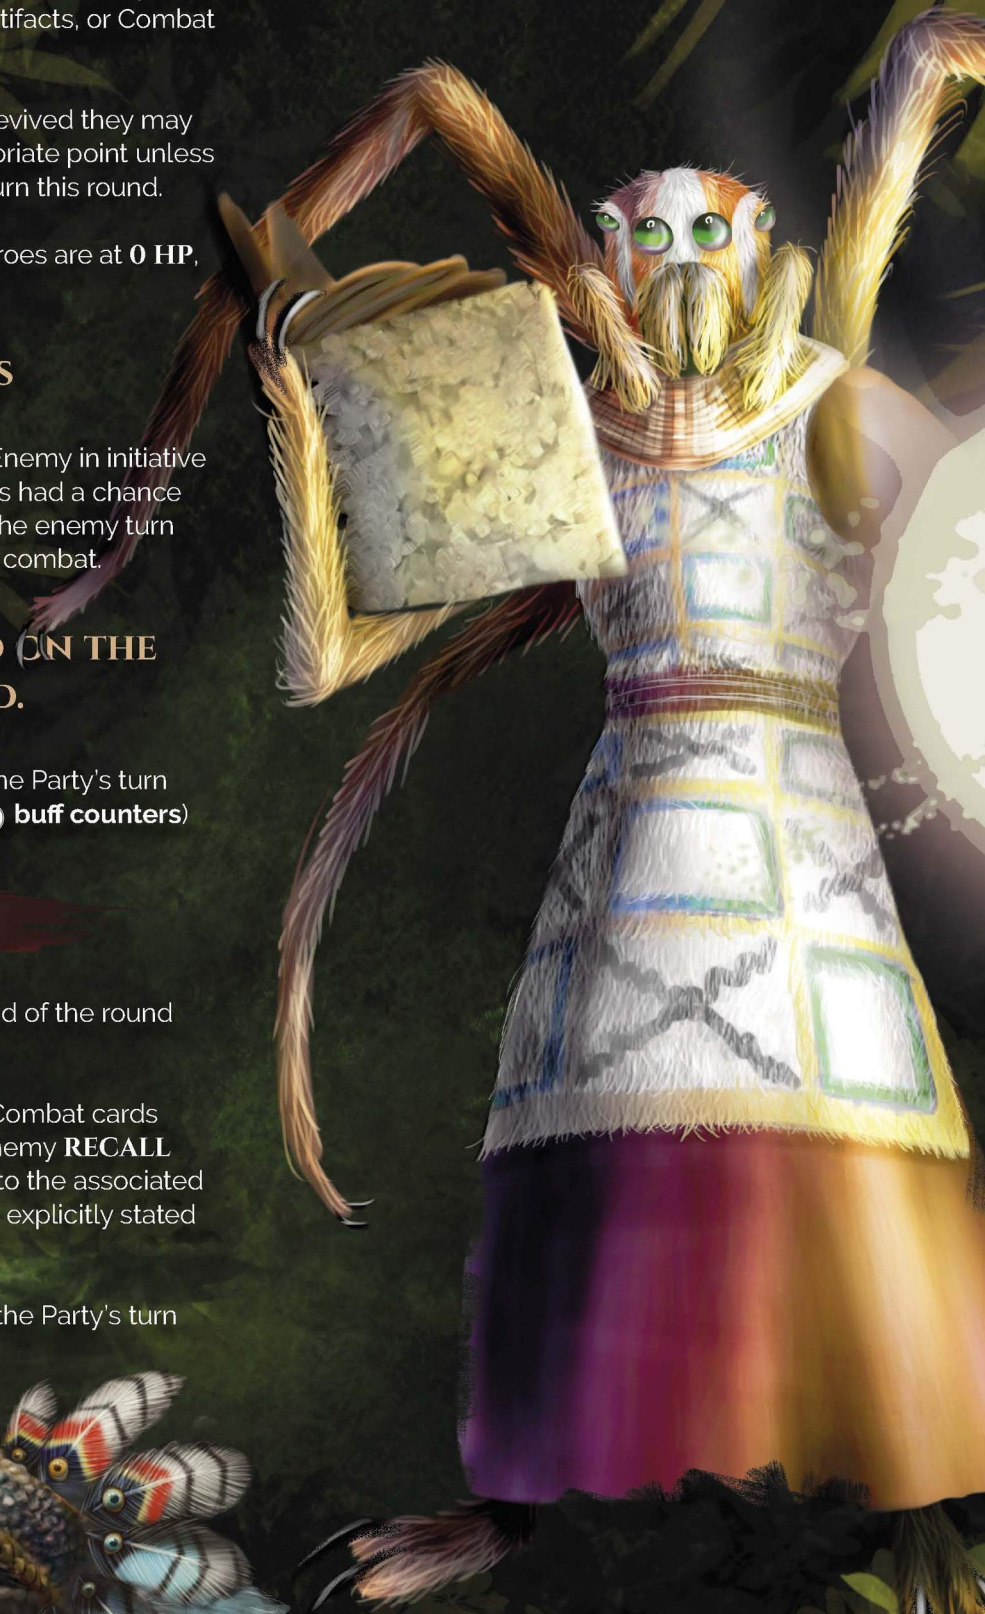 tifacts, or Combat
evived they may
priate point unless
urn this round.
roes are at 0 HP,
S
Enemy in initiative
s had a chance
he enemy turn
combat.
ON THE
D.
he Party's turn
) buff counters)
d of the round
Combat cards
nemy RECALL
to the associated
explicitly stated
the Party's turn